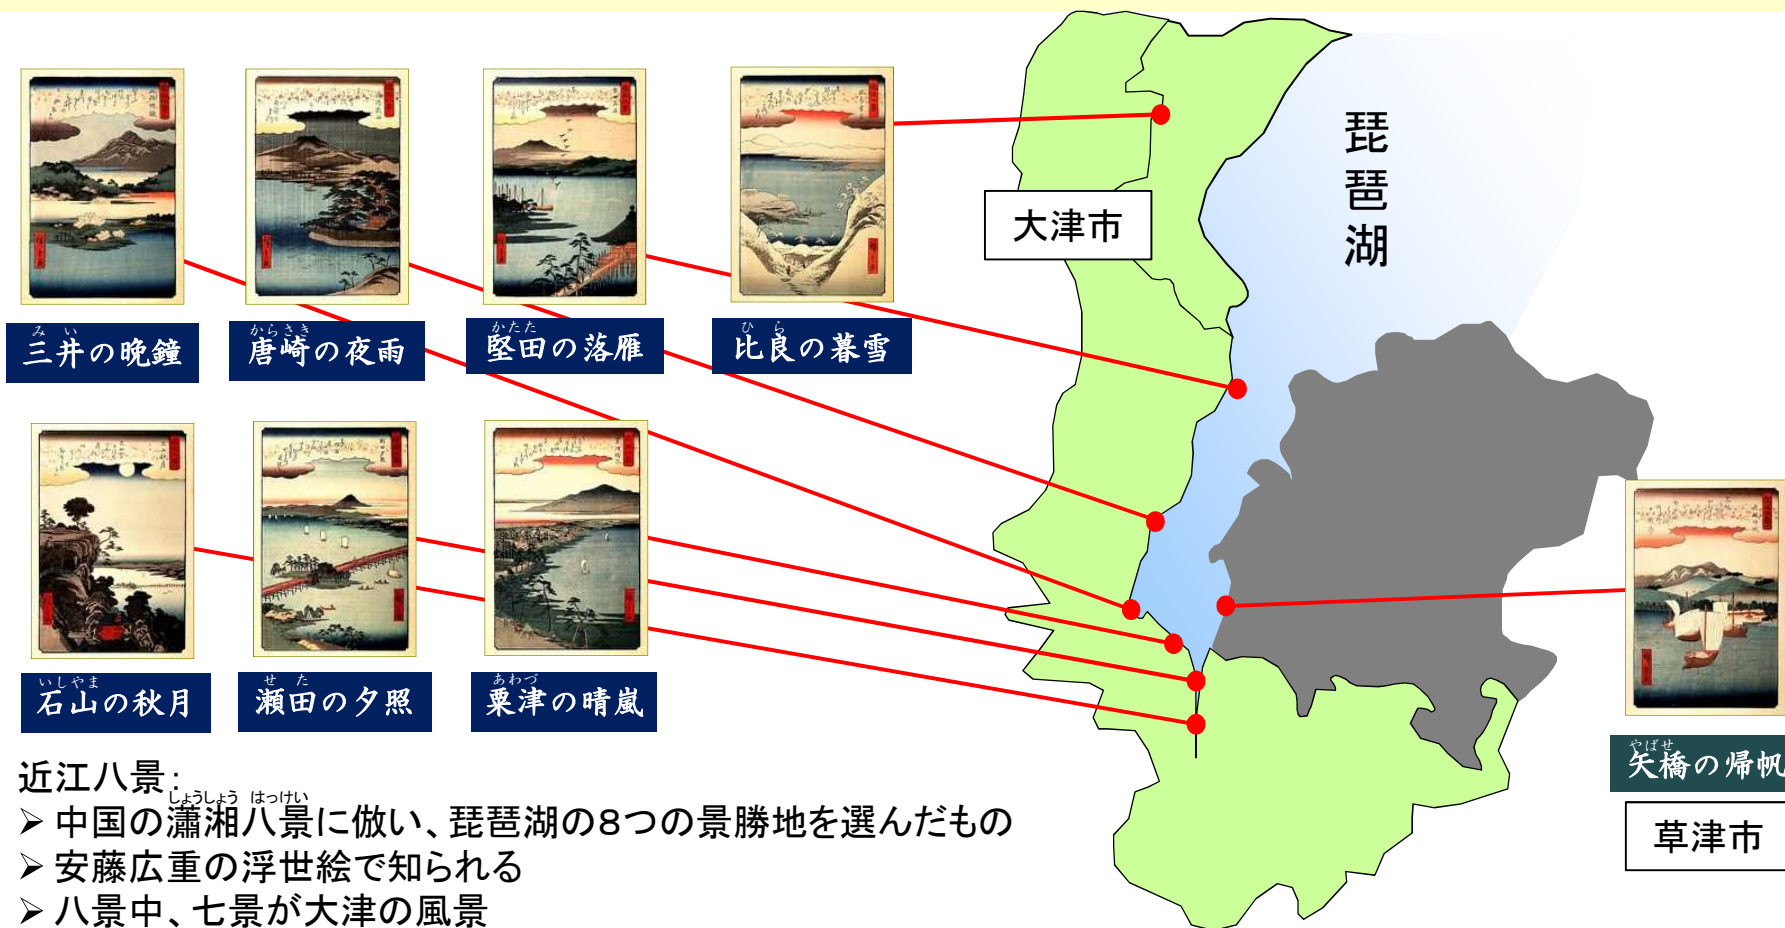 琵琶湖
大津市
みい
三井の晩鐘
からさき
唐崎の夜雨
かたた
堅田の落雁
ひら
比良の暮雪
いしやま
石山の秋月
せた
瀬田の夕照
あわづ
粟津の晴嵐
やばせ
矢橋の帰帆
草津市
近江八景:
しょうしょう はっけい
➢ 中国の瀟湘八景に倣い、琵琶湖の8つの景勝地を選んだもの
➢ 安藤広重の浮世絵で知られる
➢ 八景中、七景が大津の風景